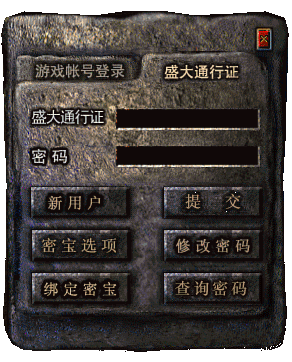 游戏帐号登录 盛大通行证
盛大通行证
密码
新用户 提交
密宝选项 修改密码
绑定密宝 查询密码